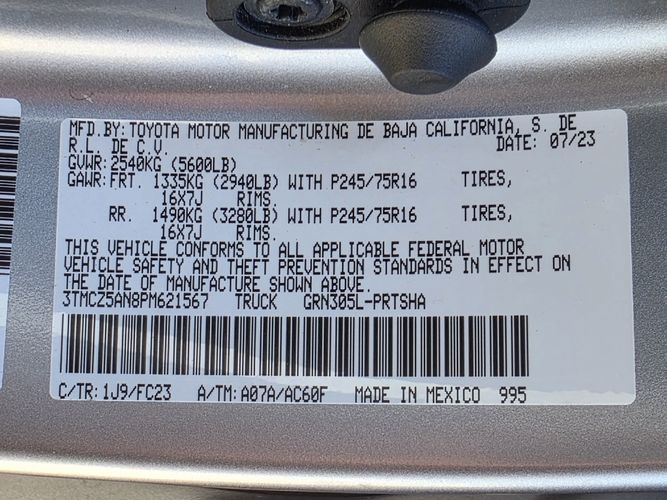 MFD.BY: TOYOTA MOTOR MANUFACTURING DE BAJA CALIFORNIA, S. DE
R.L. DE C.V. DATE: 07/23
GVWR: 2540KG (5600LB)
GAWR: FRT. 1335KG (2940LB) WITH P245/75R16 TIRES,
16X7J RIMS.
RR. 1490KG (3280LB) WITH P245/75R16 TIRES,
16X7J RIMS.
THIS VEHICLE CONFORMS TO ALL APPLICABLE FEDERAL MOTOR
VEHICLE SAFETY AND THEFT PREVENTION STANDARDS IN EFFECT ON
THE DATE OF MANUFACTURE SHOWN ABOVE.
3TMCZ5AN8PM621567 TRUCK GRN305L-PRTSHA
C/TR: 1J9/FC23 A/TM: A07A/AC60F MADE IN MEXICO 995